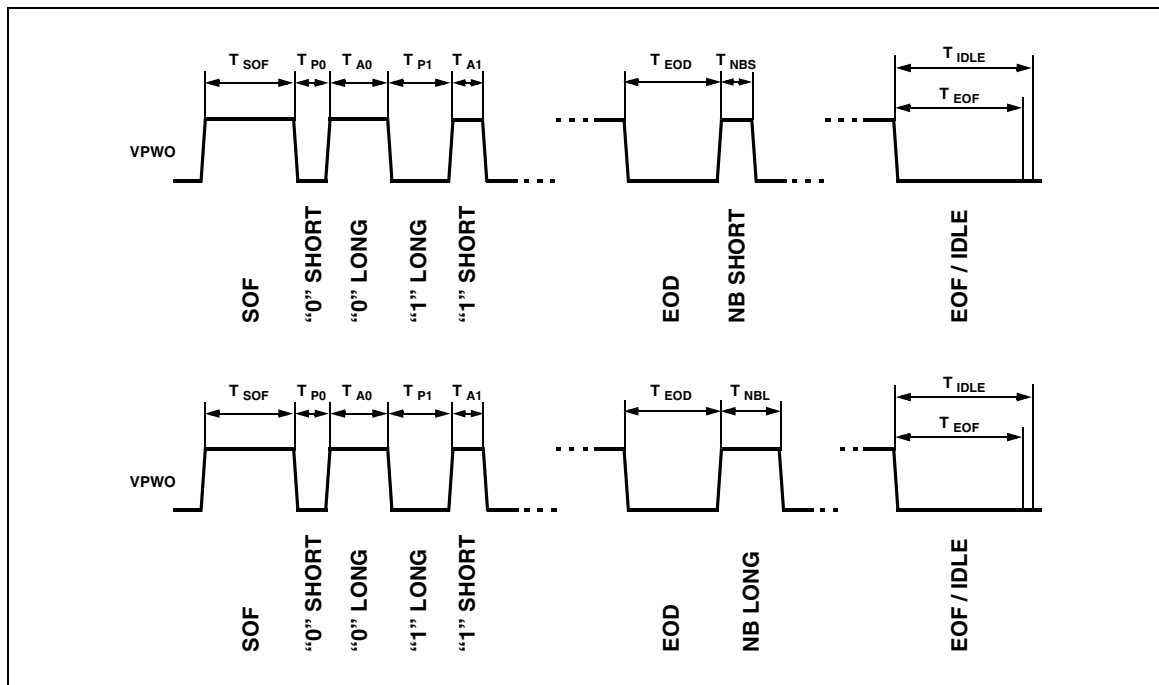 T IDLE
T SOF T P0 T A0 T P1 T A1 T EOD T NBS
T EOF
VPWO
SOF
“0” SHORT
“0” LONG
“1” LONG
“1” SHORT
EOD
NB SHORT
EOF / IDLE
T IDLE
T SOF T P0 T A0 T P1 T A1 T EOD T NBL
T EOF
VPWO
SOF
“0” SHORT
“0” LONG
“1” LONG
“1” SHORT
EOD
NB LONG
EOF / IDLE